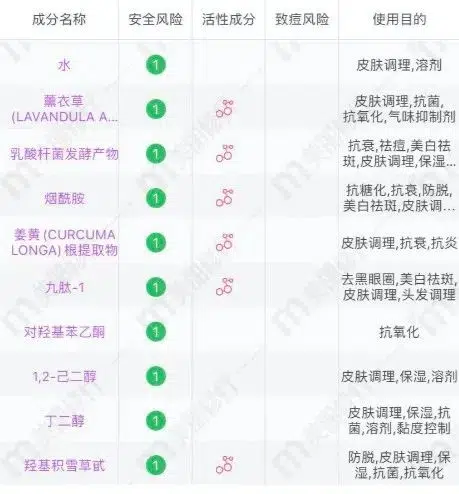 成分名称 安全风险 活性成分 致痘风险 使用目的
水 1 皮肤调理,溶剂
薰衣草
(LAVANDULA A... 1 皮肤调理,抗菌,
抗氧化,气味抑制剂
乳酸杆菌发酵产物 1 抗衰,祛痘,美白祛
斑,皮肤调理,保湿...
烟酰胺 1 抗糖化,抗衰,防脱,
美白祛斑,皮肤调...
姜黄 (CURCUMA
LONGA) 根提取物 1 皮肤调理,抗衰,抗炎
九肽-1 1 去黑眼圈,美白祛斑,
皮肤调理,头发调理
对羟基苯乙酮 1 抗氧化
1,2-己二醇 1 皮肤调理,保湿,溶剂
丁二醇 1 皮肤调理,保湿,抗
菌,溶剂,黏度控制
羟基积雪草甙 1 防脱,皮肤调理,保
湿,抗菌,抗氧化